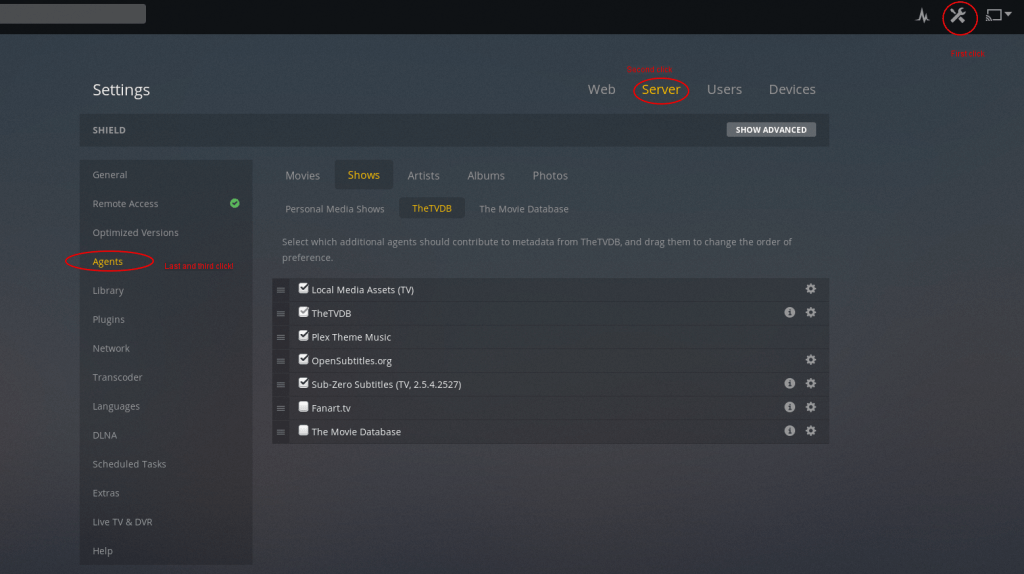 Settings
Web Server Users Devices
SHIELD
SHOW ADVANCED
General
Remote Access
Optimized Versions
Agents
Last and third click!
Library
Plugins
Network
Transcoder
Languages
DLNA
Scheduled Tasks
Extras
Live TV & DVR
Help
Movies Shows Artists Albums Photos
Personal Media Shows TheTVDB The Movie Database
Select which additional agents should contribute to metadata from TheTVDB, and drag them to change the order of
preference.
Local Media Assets (TV)
TheTVDB
Plex Theme Music
OpenSubtitles.org
Sub-Zero Subtitles (TV, 2.5.4.2527)
Fanart.tv
The Movie Database